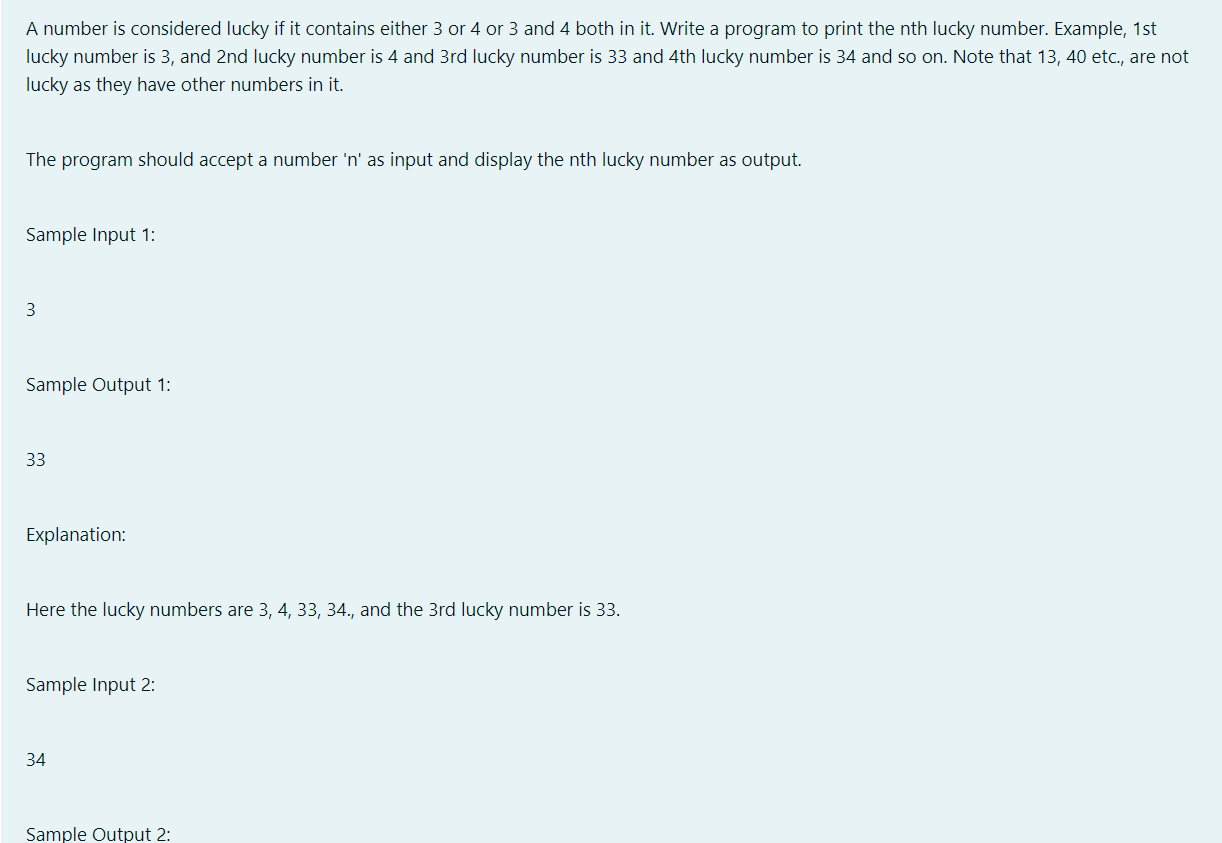 A number is considered lucky if it contains either 3 or 4 or 3 and 4 both in it. Write a program to print the nth lucky number. Example, 1st
lucky number is 3, and 2nd lucky number is 4 and 3rd lucky number is 33 and 4th lucky number is 34 and so on. Note that 13, 40 etc., are not
lucky as they have other numbers in it.
The program should accept a number 'n' as input and display the nth lucky number as output.
Sample Input 1:
3
Sample Output 1:
33
Explanation:
Here the lucky numbers are 3, 4, 33, 34., and the 3rd lucky number is 33.
Sample Input 2:
34
Sample Output 2: